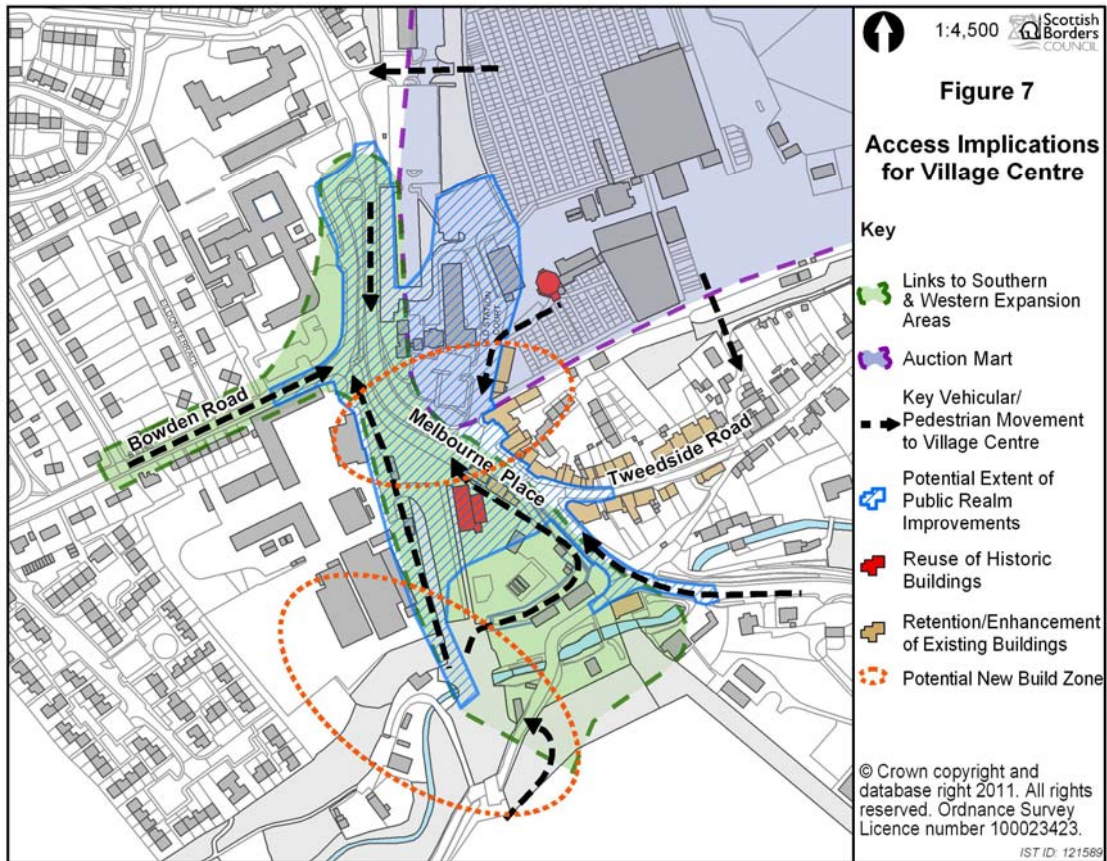 1:4,500
Scottish
Borders
COUNCIL
Figure 7
Access Implications
for Village Centre
Key
Links to Southern
& Western Expansion
Areas
Auction Mart
Key Vehicular/
Pedestrian Movement
to Village Centre
Potential Extent of
Public Realm
Improvements
Reuse of Historic
Buildings
Retention/Enhancement
of Existing Buildings
Potential New Build Zone
© Crown copyright and
database right 2011. All rights
reserved. Ordnance Survey
Licence number 100023423.
IST ID: 121589
ELDON TERRACE
Bowden Road
Melbourne Place
Tweedside Road